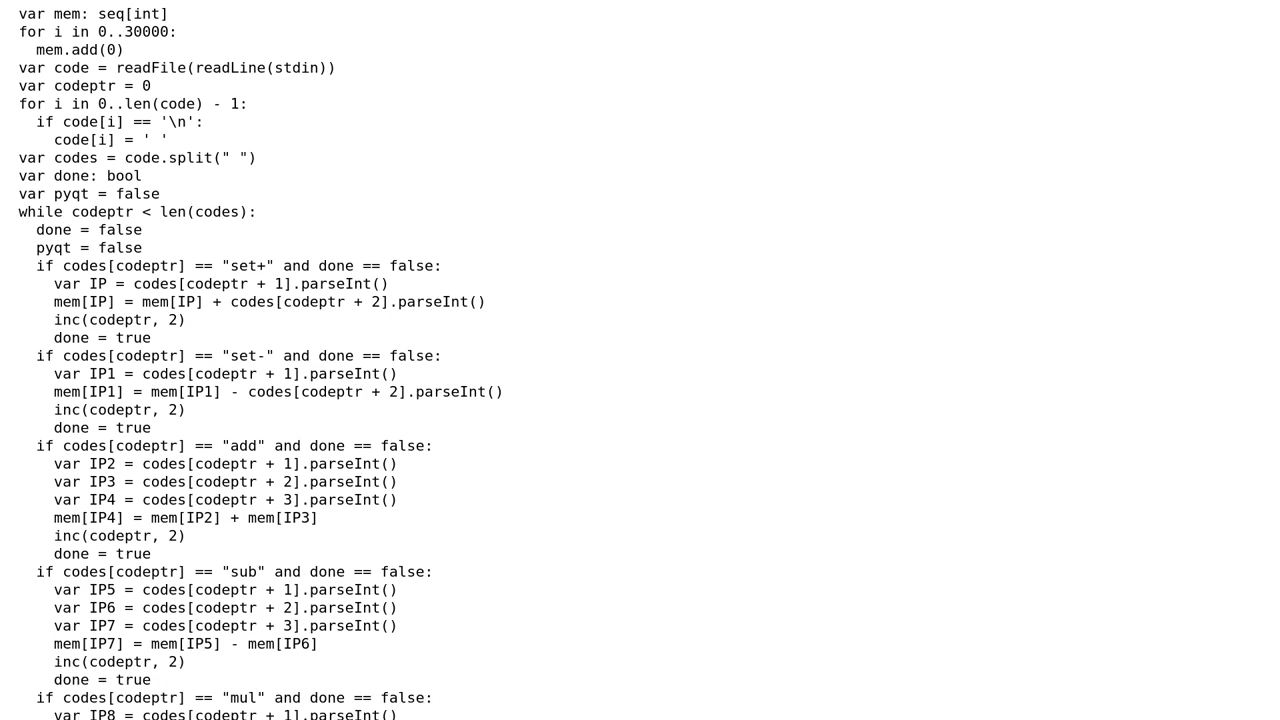 var mem: seq[int]
for i in 0..30000:
  mem.add(0)
var code = readFile(readLine(stdin))
var codeptr = 0
for i in 0..len(code) - 1:
  if code[i] == '\n':
    code[i] = ' '
var codes = code.split(" ")
var done: bool
var pyqt = false
while codeptr < len(codes):
  done = false
  pyqt = false
  if codes[codeptr] == "set+" and done == false:
    var IP = codes[codeptr + 1].parseInt()
    mem[IP] = mem[IP] + codes[codeptr + 2].parseInt()
    inc(codeptr, 2)
    done = true
  if codes[codeptr] == "set-" and done == false:
    var IP1 = codes[codeptr + 1].parseInt()
    mem[IP1] = mem[IP1] - codes[codeptr + 2].parseInt()
    inc(codeptr, 2)
    done = true
  if codes[codeptr] == "add" and done == false:
    var IP2 = codes[codeptr + 1].parseInt()
    var IP3 = codes[codeptr + 2].parseInt()
    var IP4 = codes[codeptr + 3].parseInt()
    mem[IP4] = mem[IP2] + mem[IP3]
    inc(codeptr, 2)
    done = true
  if codes[codeptr] == "sub" and done == false:
    var IP5 = codes[codeptr + 1].parseInt()
    var IP6 = codes[codeptr + 2].parseInt()
    var IP7 = codes[codeptr + 3].parseInt()
    mem[IP7] = mem[IP5] - mem[IP6]
    inc(codeptr, 2)
    done = true
  if codes[codeptr] == "mul" and done == false:
    var IP8 = codes[codeptr + 1].parseInt()